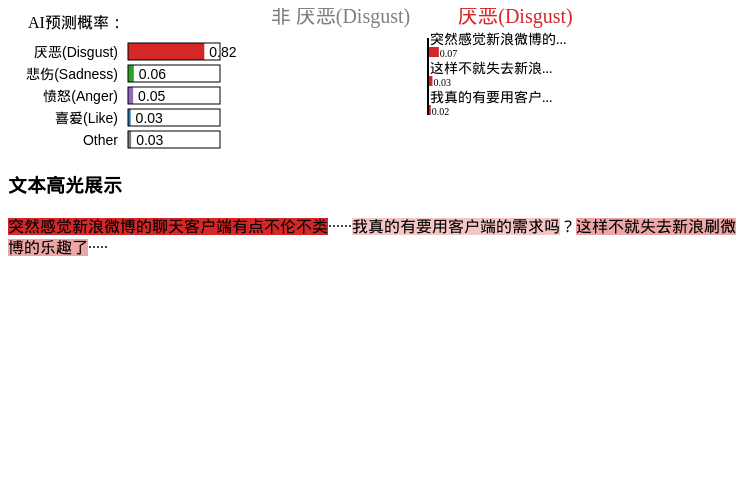 AI预测概率：
厌恶(Disgust) 0.82
悲伤(Sadness) 0.06
愤怒(Anger) 0.05
喜爱(Like) 0.03
Other 0.03
非 厌恶(Disgust) 厌恶(Disgust)
突然感觉新浪微博的...
0.07
这样不就失去新浪...
0.03
我真的有要用客户...
0.02
文本高光展示
突然感觉新浪微博的聊天客户端有点不伦不类······我真的有要用客户端的需求吗？这样不就失去新浪刷微
博的乐趣了·····